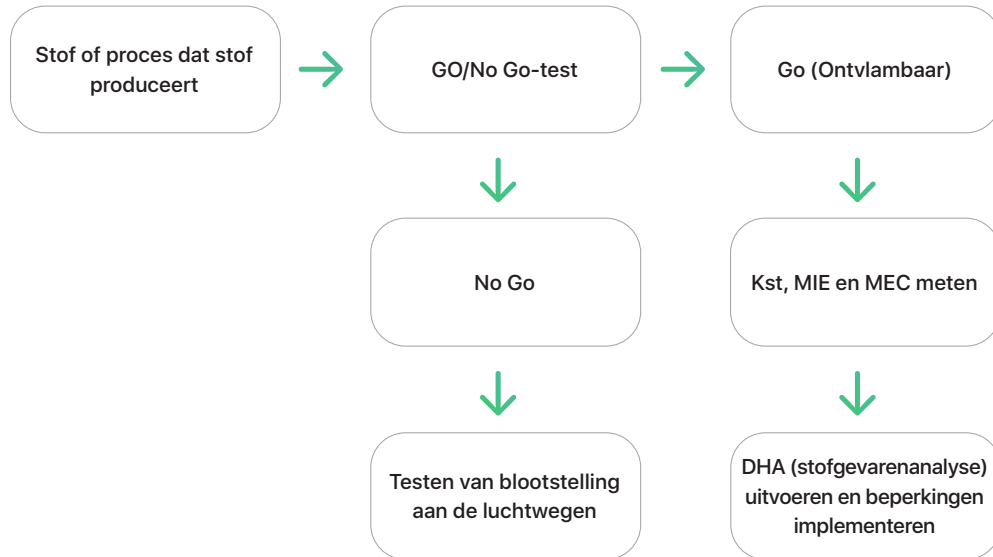 Stof of proces dat stof
produceert
GO/No Go-test
Go (Ontvlambaar)
No Go
Kst, MIE en MEC meten
Testen van blootstelling
aan de luchtwegen
DHA (stofgevarenanalyse)
uitvoeren en beperkingen
implementeren